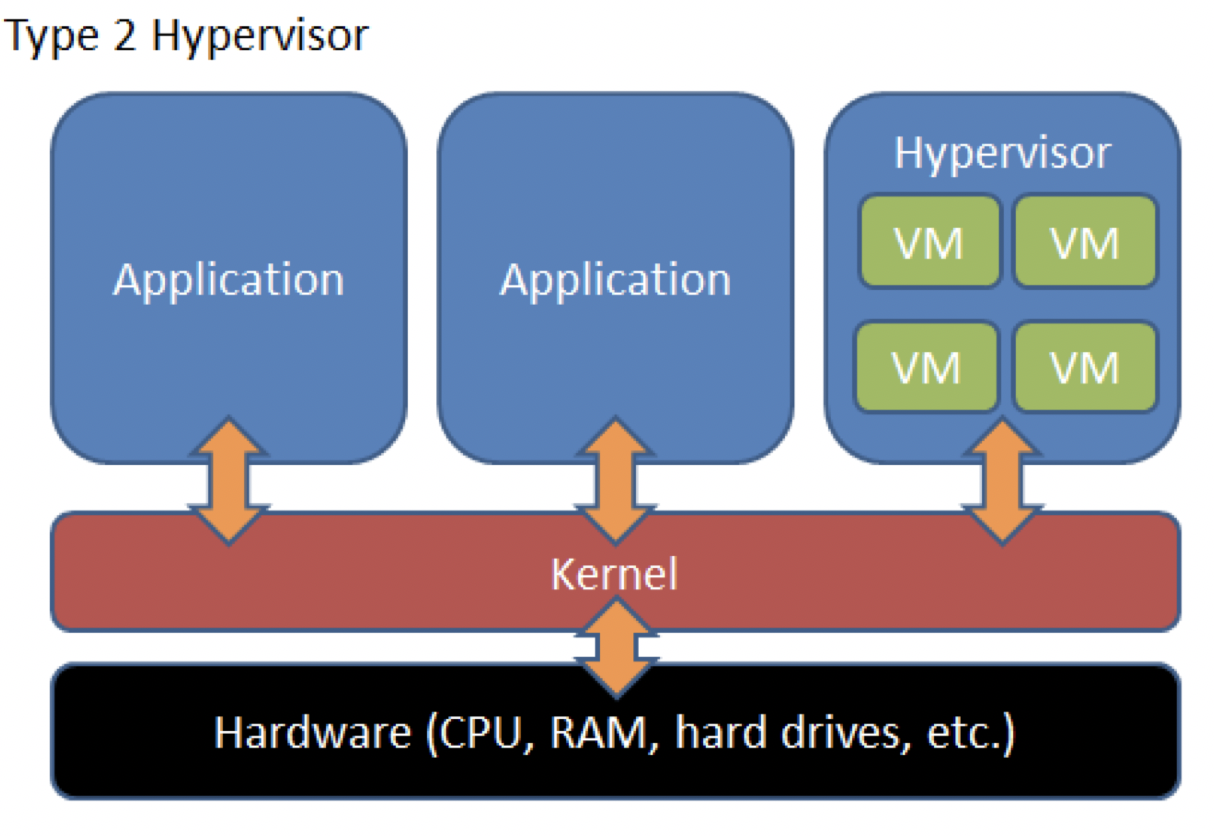 Type 2 Hypervisor
Application
Application
Hypervisor
VM
VM
VM
VM
Kernel
Hardware (CPU, RAM, hard drives, etc.)